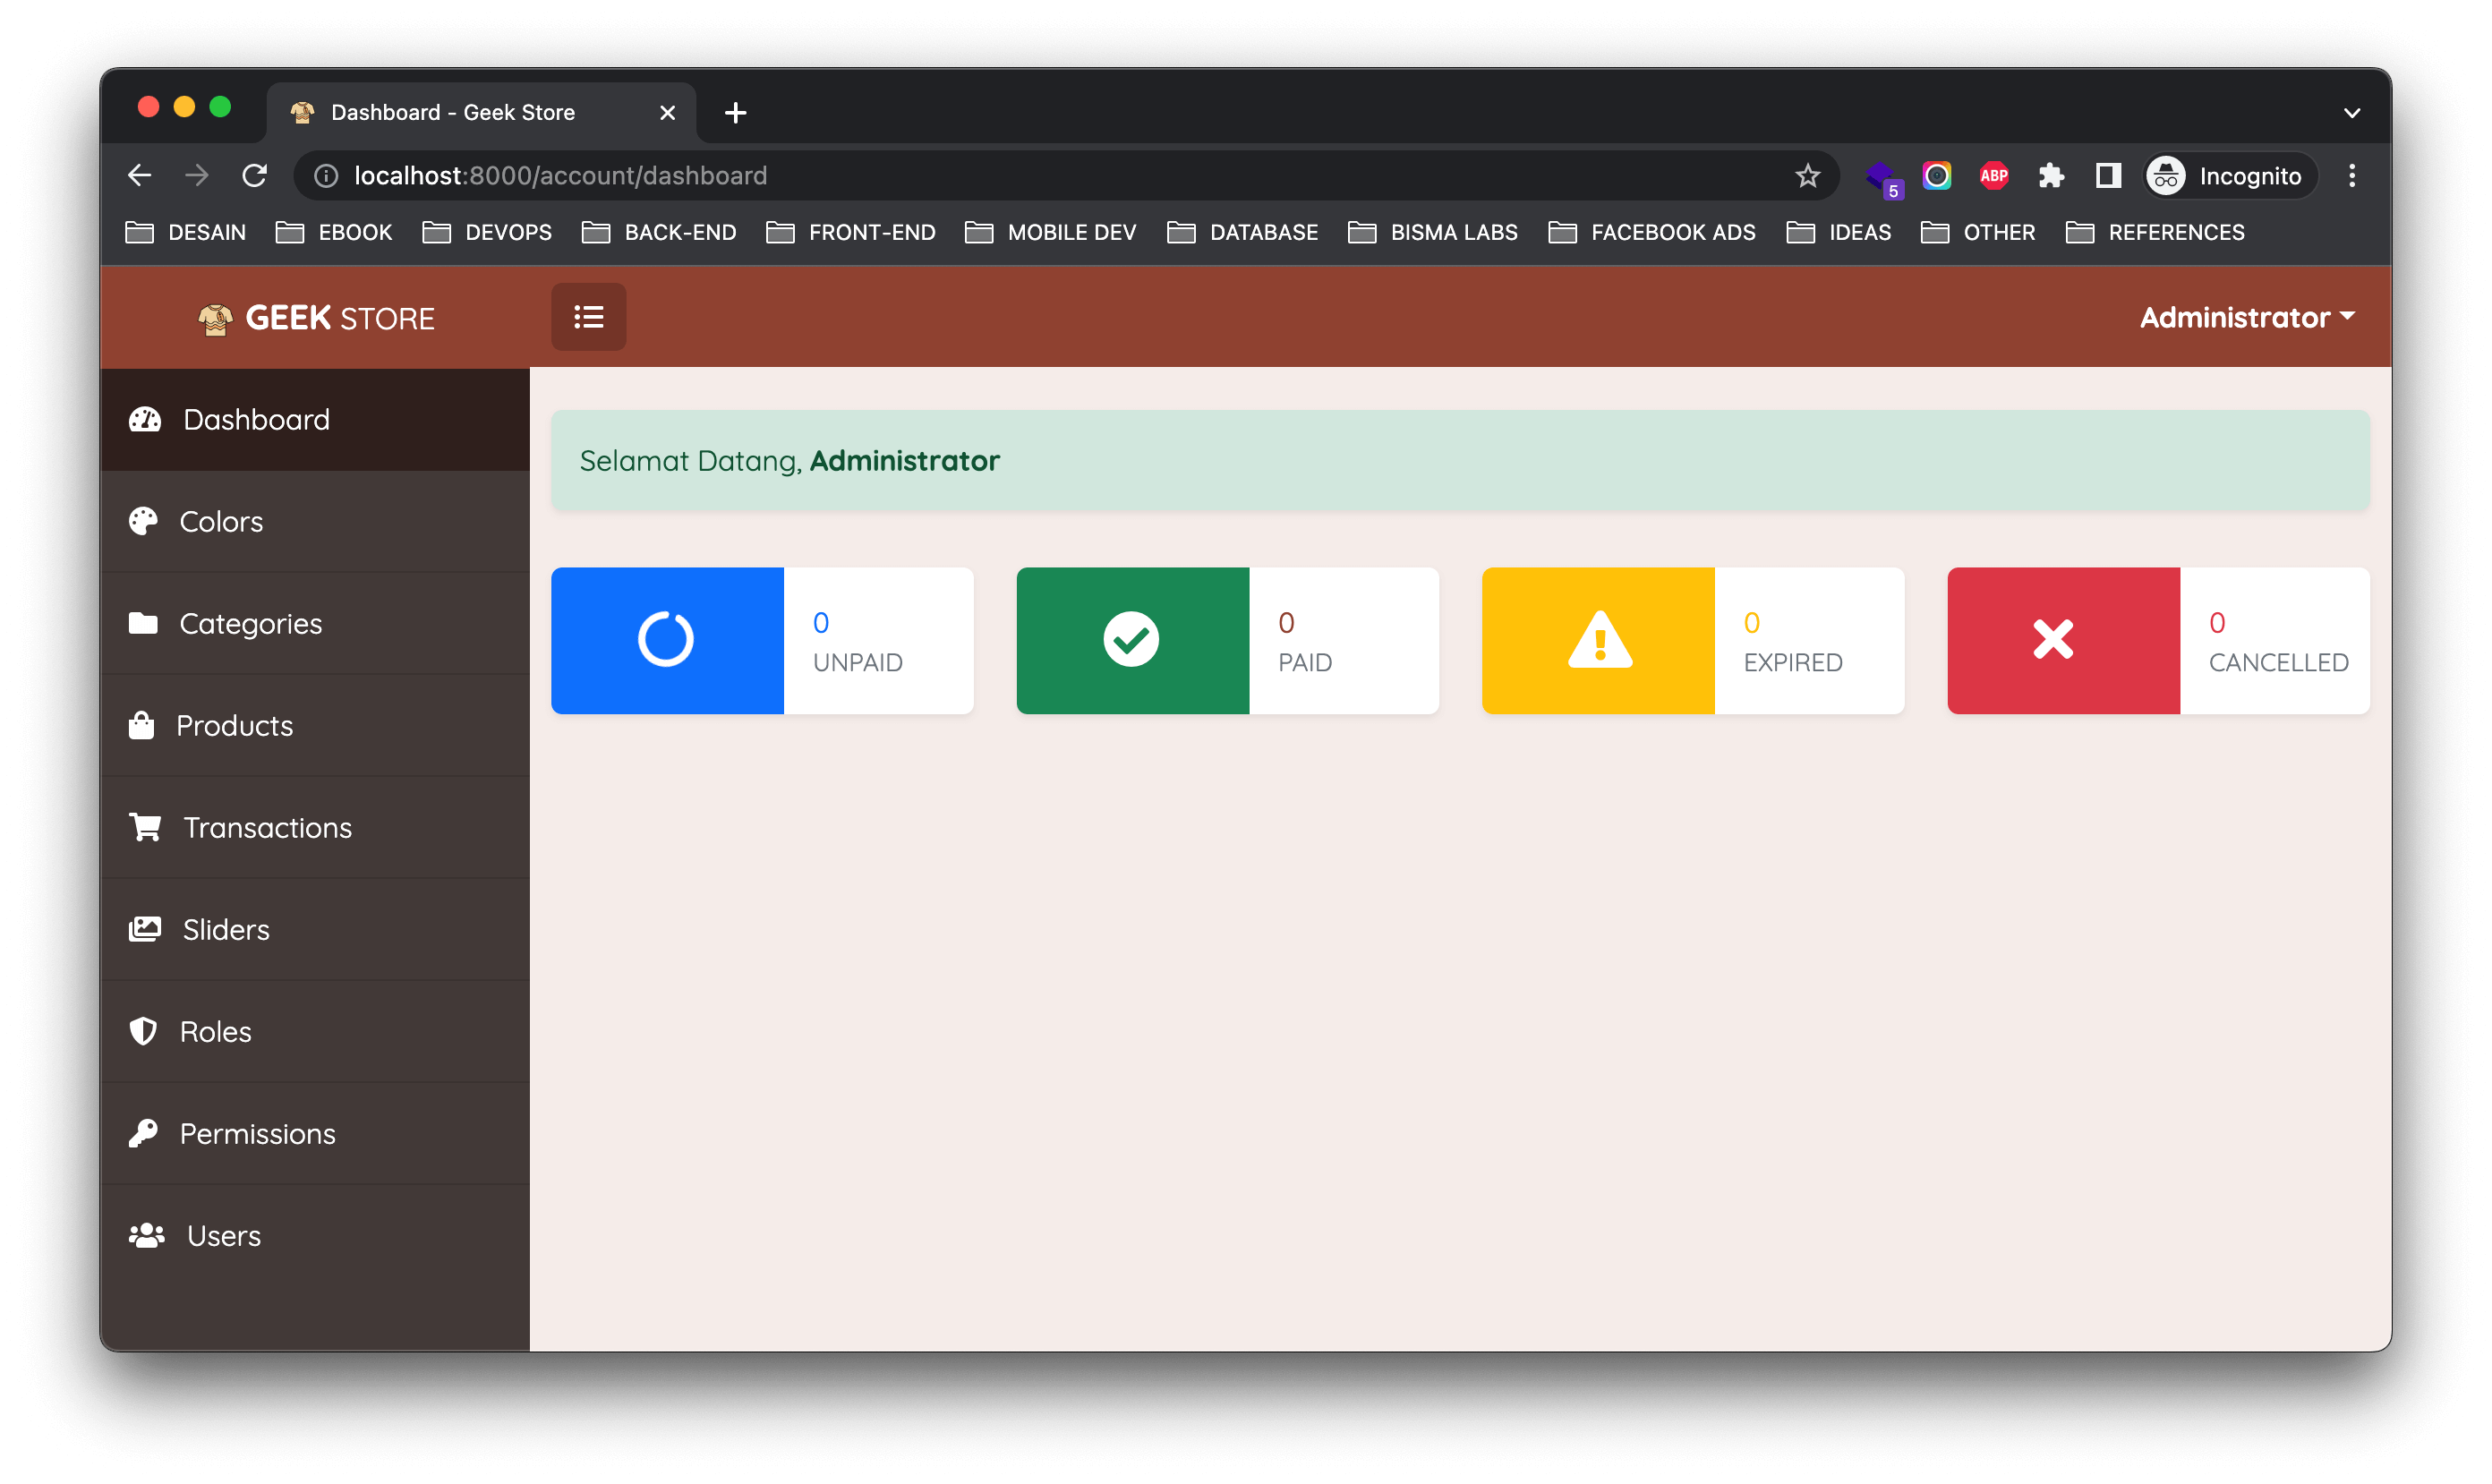 Dashboard - Geek Store
localhost:8000/account/dashboard
5
ABP
Incognito
DESAIN EBOOK DEVOPS BACK-END FRONT-END MOBILE DEV DATABASE BISMA LABS FACEBOOK ADS IDEAS OTHER REFERENCES
GEEK STORE
Administrator
Dashboard
Colors
Categories
Products
Transactions
Sliders
Roles
Permissions
Users
Selamat Datang, Administrator
0
UNPAID
0
PAID
0
EXPIRED
0
CANCELLED